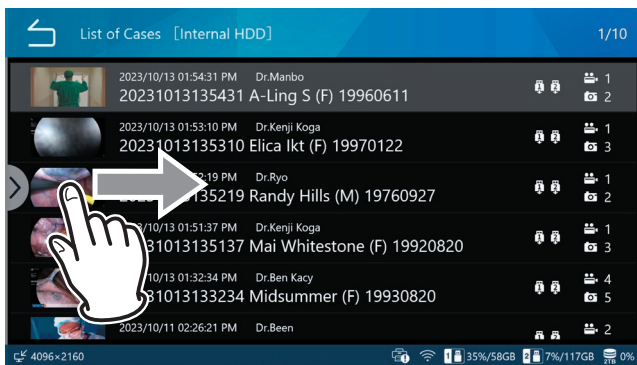 List of Cases [Internal HDD] 1/10
2023/10/13 01:54:31 PM Dr.Manbo
20231013135431 A-Ling S (F) 19960611
1
2
2023/10/13 01:53:10 PM Dr.Kenji Koga
20231013135310 Elica Ikt (F) 19970122
1
3
:19 PM Dr.Ryo
135219 Randy Hills (M) 19760927
1
2
/10/13 01:51:37 PM Dr.Kenji Koga
31013135137 Mai Whitestone (F) 19920820
1
3
/10/13 01:32:34 PM Dr.Ben Kacy
31013133234 Midsummer (F) 19930820
4
5
2023/10/11 02:26:21 PM Dr.Been
2
4096×2160 1 35%/58GB 2 7%/117GB 2TB 0%